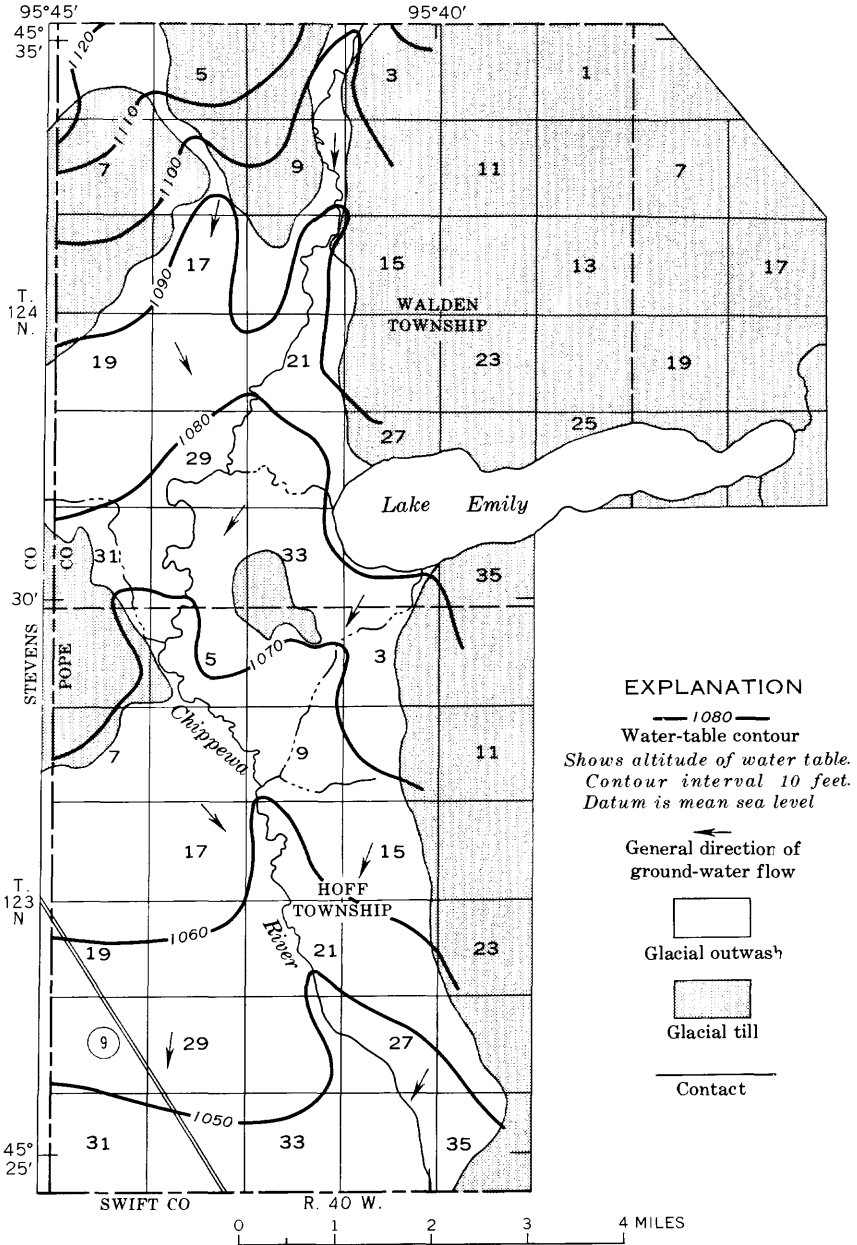 95°45′
95°40′
45°
35′
1120
5
3
1
1110
7
1100
9
11
7
17
15
13
17
1090
T.
124
N.
WALDEN
TOWNSHIP
19
21
23
19
1080
27
25
29
Lake Emily
31
33
35
CO
CO
30′
STEVENS
POPE
5
1070
3
Chippewa
7
9
11
17
15
T.
123
N
HOFF
TOWNSHIP
1060
19
River
21
23
9
29
27
1050
31
33
35
45°
25′
SWIFT CO
R. 40 W.
0 1 2 3 4 MILES
EXPLANATION
1080
Water-table contour
Shows altitude of water table.
Contour interval 10 feet.
Datum is mean sea level
General direction of
ground-water flow
Glacial outwash
Glacial till
Contact